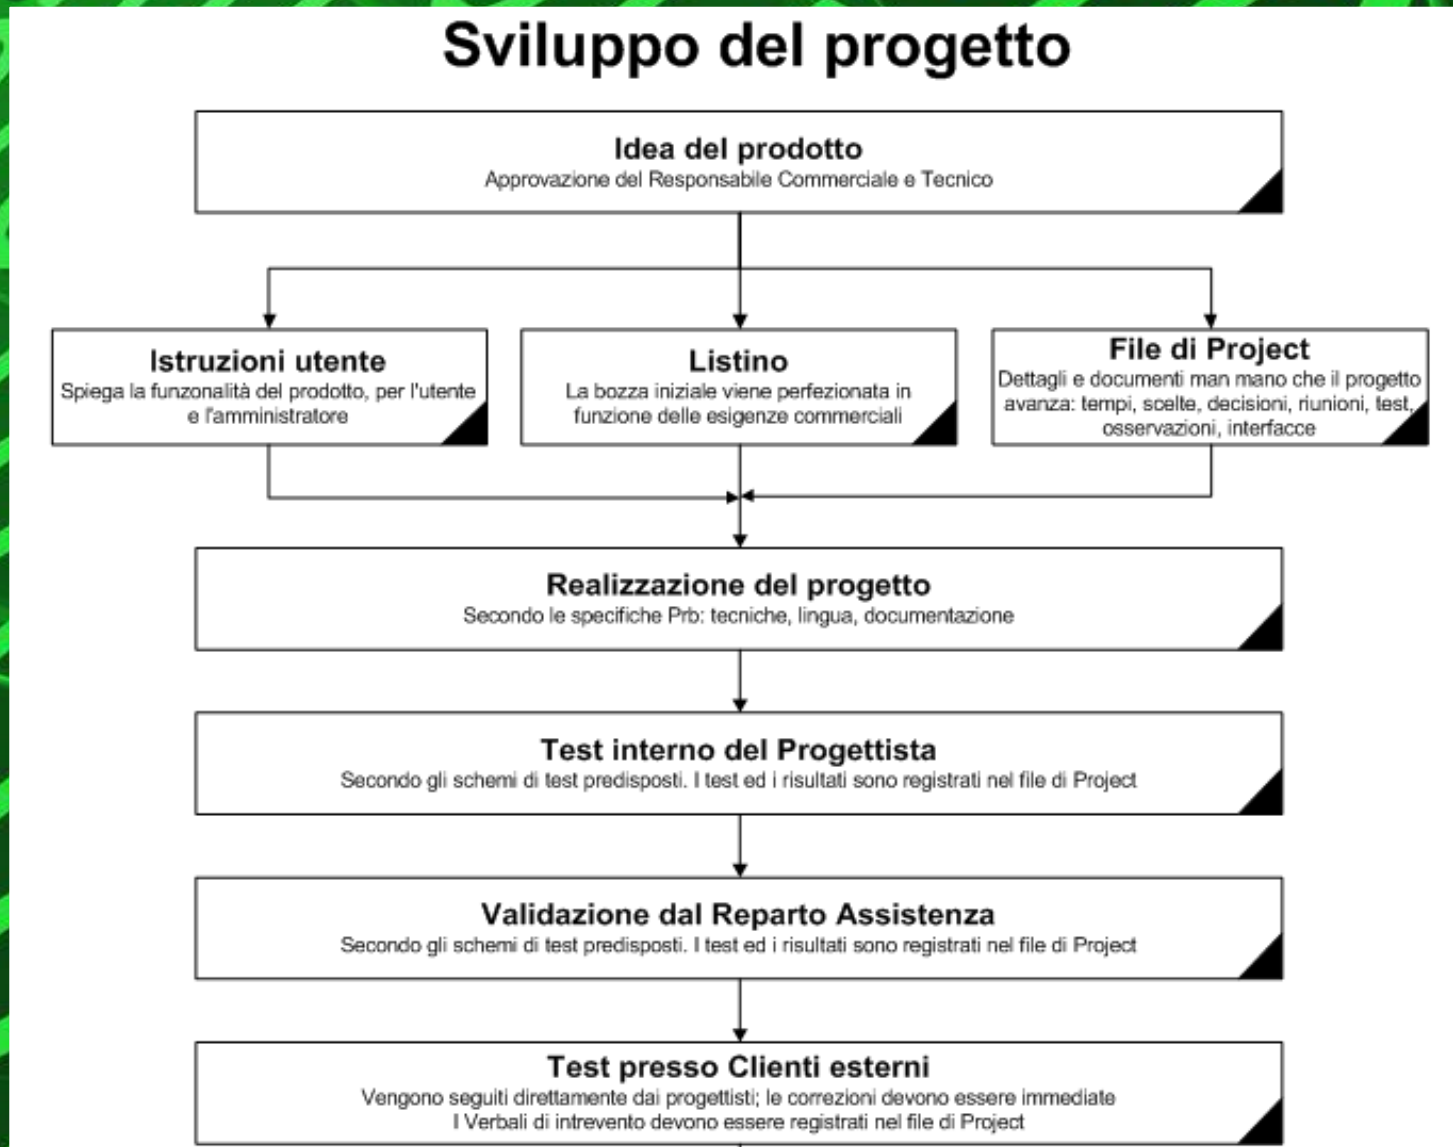 Sviluppo del progetto
Idea del prodotto
Approvazione del Responsabile Commerciale e Tecnico
Istruzioni utente
Spiega la funzonalità del prodotto, per l'utente
e l'amministratore
Listino
La bozza iniziale viene perfezionata in
funzione delle esigenze commerciali
File di Project
Dettagli e documenti man mano che il progetto
avanza: tempi, scelte, decisioni, riunioni, test,
osservazioni, interfacce
Realizzazione del progetto
Secondo le specifiche Prb: tecniche, lingua, documentazione
Test interno del Progettista
Secondo gli schemi di test predisposti. I test ed i risultati sono registrati nel file di Project
Validazione dal Reparto Assistenza
Secondo gli schemi di test predisposti. I test ed i risultati sono registrati nel file di Project
Test presso Clienti esterni
Vengono seguiti direttamente dai progettisti; le correzioni devono essere immediate
I Verbali di intrevento devono essere registrati nel file di Project